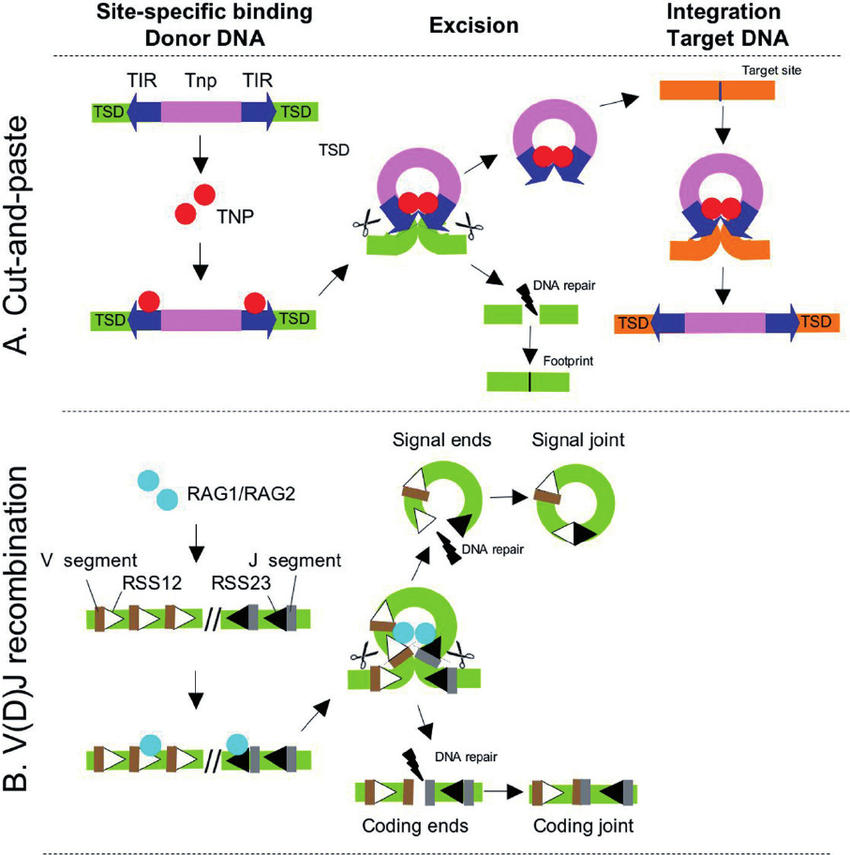 Site-specific binding
Donor DNA
Excision
Integration
Target DNA
A. Cut-and-paste
TIR Tnp TIR
TSD TSD
TNP
TSD TSD
TSD
DNA repair
Footprint
Target site
TSD TSD
B. V(D)J recombination
RAG1/RAG2
V segment J segment
RSS12 RSS23
Signal ends Signal joint
DNA repair
DNA repair
Coding ends Coding joint